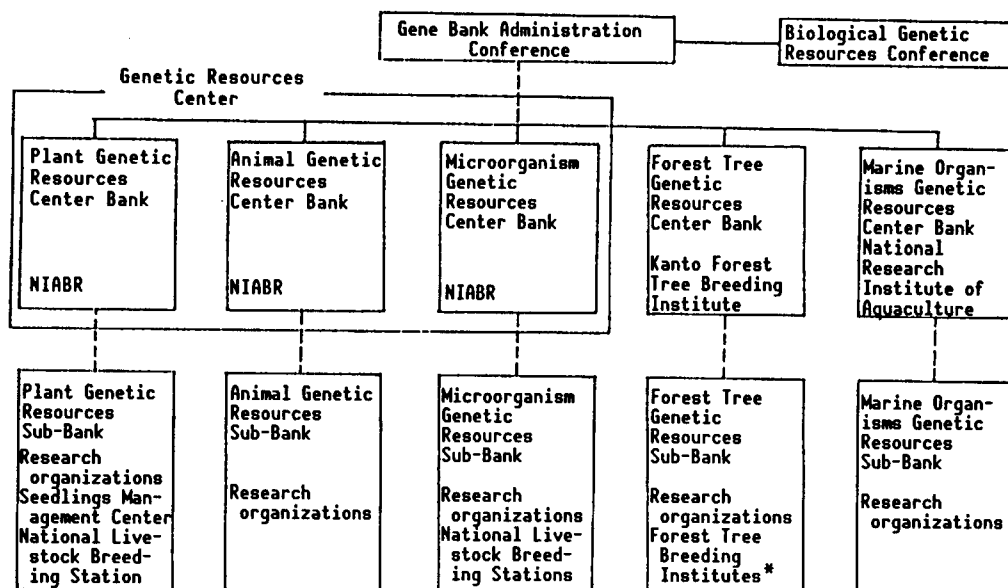 Gene Bank Administration
Conference
Biological Genetic
Resources Conference
Genetic Resources
Center
Plant Genetic
Resources
Center Bank
NIABR
Animal Genetic
Resources
Center Bank
NIABR
Microorganism
Genetic
Resources
Center Bank
NIABR
Forest Tree
Genetic
Resources
Center Bank
Kanto Forest
Tree Breeding
Institute
Marine Organ-
isms Genetic
Resources
Center Bank
National
Research
Institute of
Aquaculture
Plant Genetic
Resources
Sub-Bank
Research
organizations
Seedlings Man-
agement Center
National Live-
stock Breed-
ing Station
Animal Genetic
Resources
Sub-Bank
Research
organizations
Microorganism
Genetic
Resources
Sub-Bank
Research
organizations
National Live-
stock Breed-
ing Stations
Forest Tree
Genetic
Resources
Sub-Bank
Research
organizations
Forest Tree
Breeding
Institutes*
Marine Organ-
isms Genetic
Resources
Sub-Bank
Research
organizations